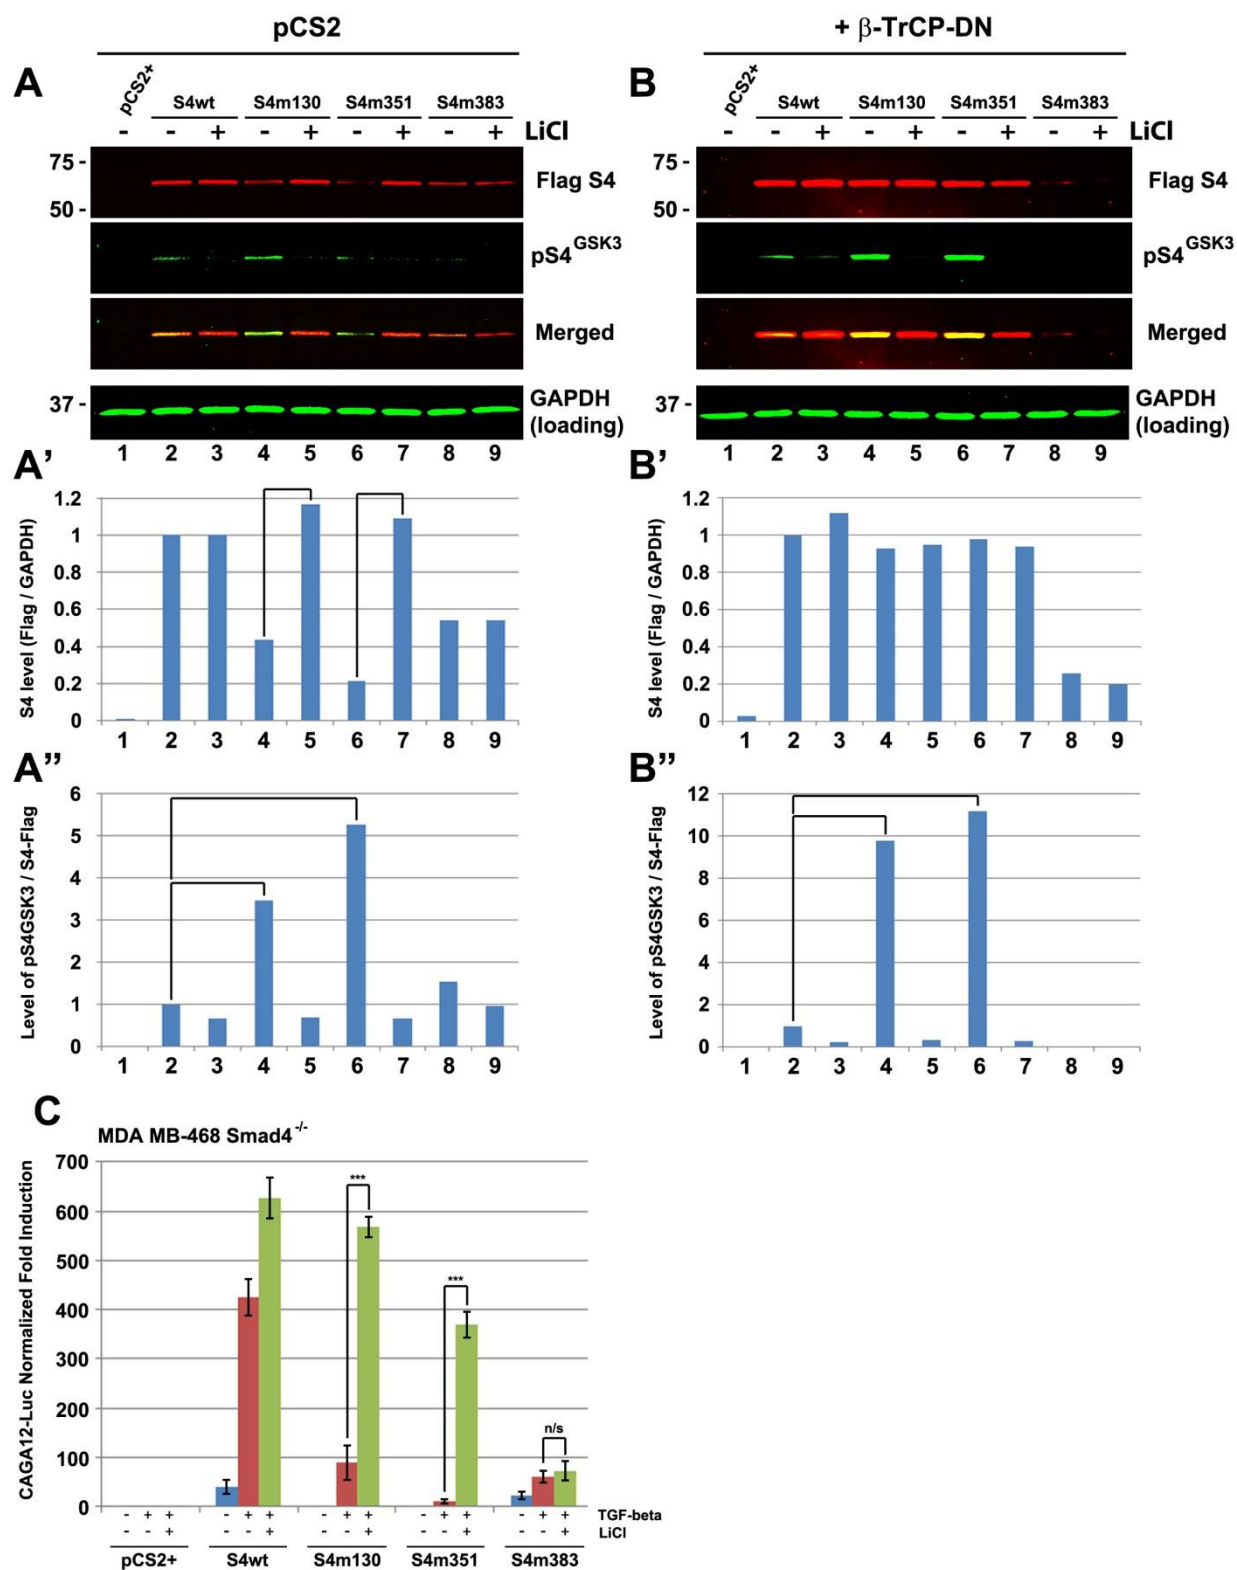 pCS2
+ β-TrCP-DN
A
pCS2+
S4wt S4m130 S4m351 S4m383
- - + - + - + - + LiCl
75 -
Flag S4
50 -
pS4GSK3
Merged
37 -
GAPDH
(loading)
1 2 3 4 5 6 7 8 9
B
pCS2+
S4wt S4m130 S4m351 S4m383
- - + - + - + - + LiCl
75 -
Flag S4
50 -
pS4GSK3
Merged
37 -
GAPDH
(loading)
1 2 3 4 5 6 7 8 9
A’
S4 level (Flag / GAPDH)
1.2
1
0.8
0.6
0.4
0.2
0
1 2 3 4 5 6 7 8 9
B’
S4 level (Flag / GAPDH)
1.2
1
0.8
0.6
0.4
0.2
0
1 2 3 4 5 6 7 8 9
A”
Level of pS4GSK3 / S4-Flag
6
5
4
3
2
1
0
1 2 3 4 5 6 7 8 9
B”
Level of pS4GSK3 / S4-Flag
12
10
8
6
4
2
0
1 2 3 4 5 6 7 8 9
C
MDA MB-468 Smad4-/-
CAGA12-Luc Normalized Fold Induction
700
600
500
400
300
200
100
0
***
***
n/s
- + + - + + - + + - + + - + + TGF-beta
- - + - - + - - + - - + - - + LiCl
pCS2+ S4wt S4m130 S4m351 S4m383